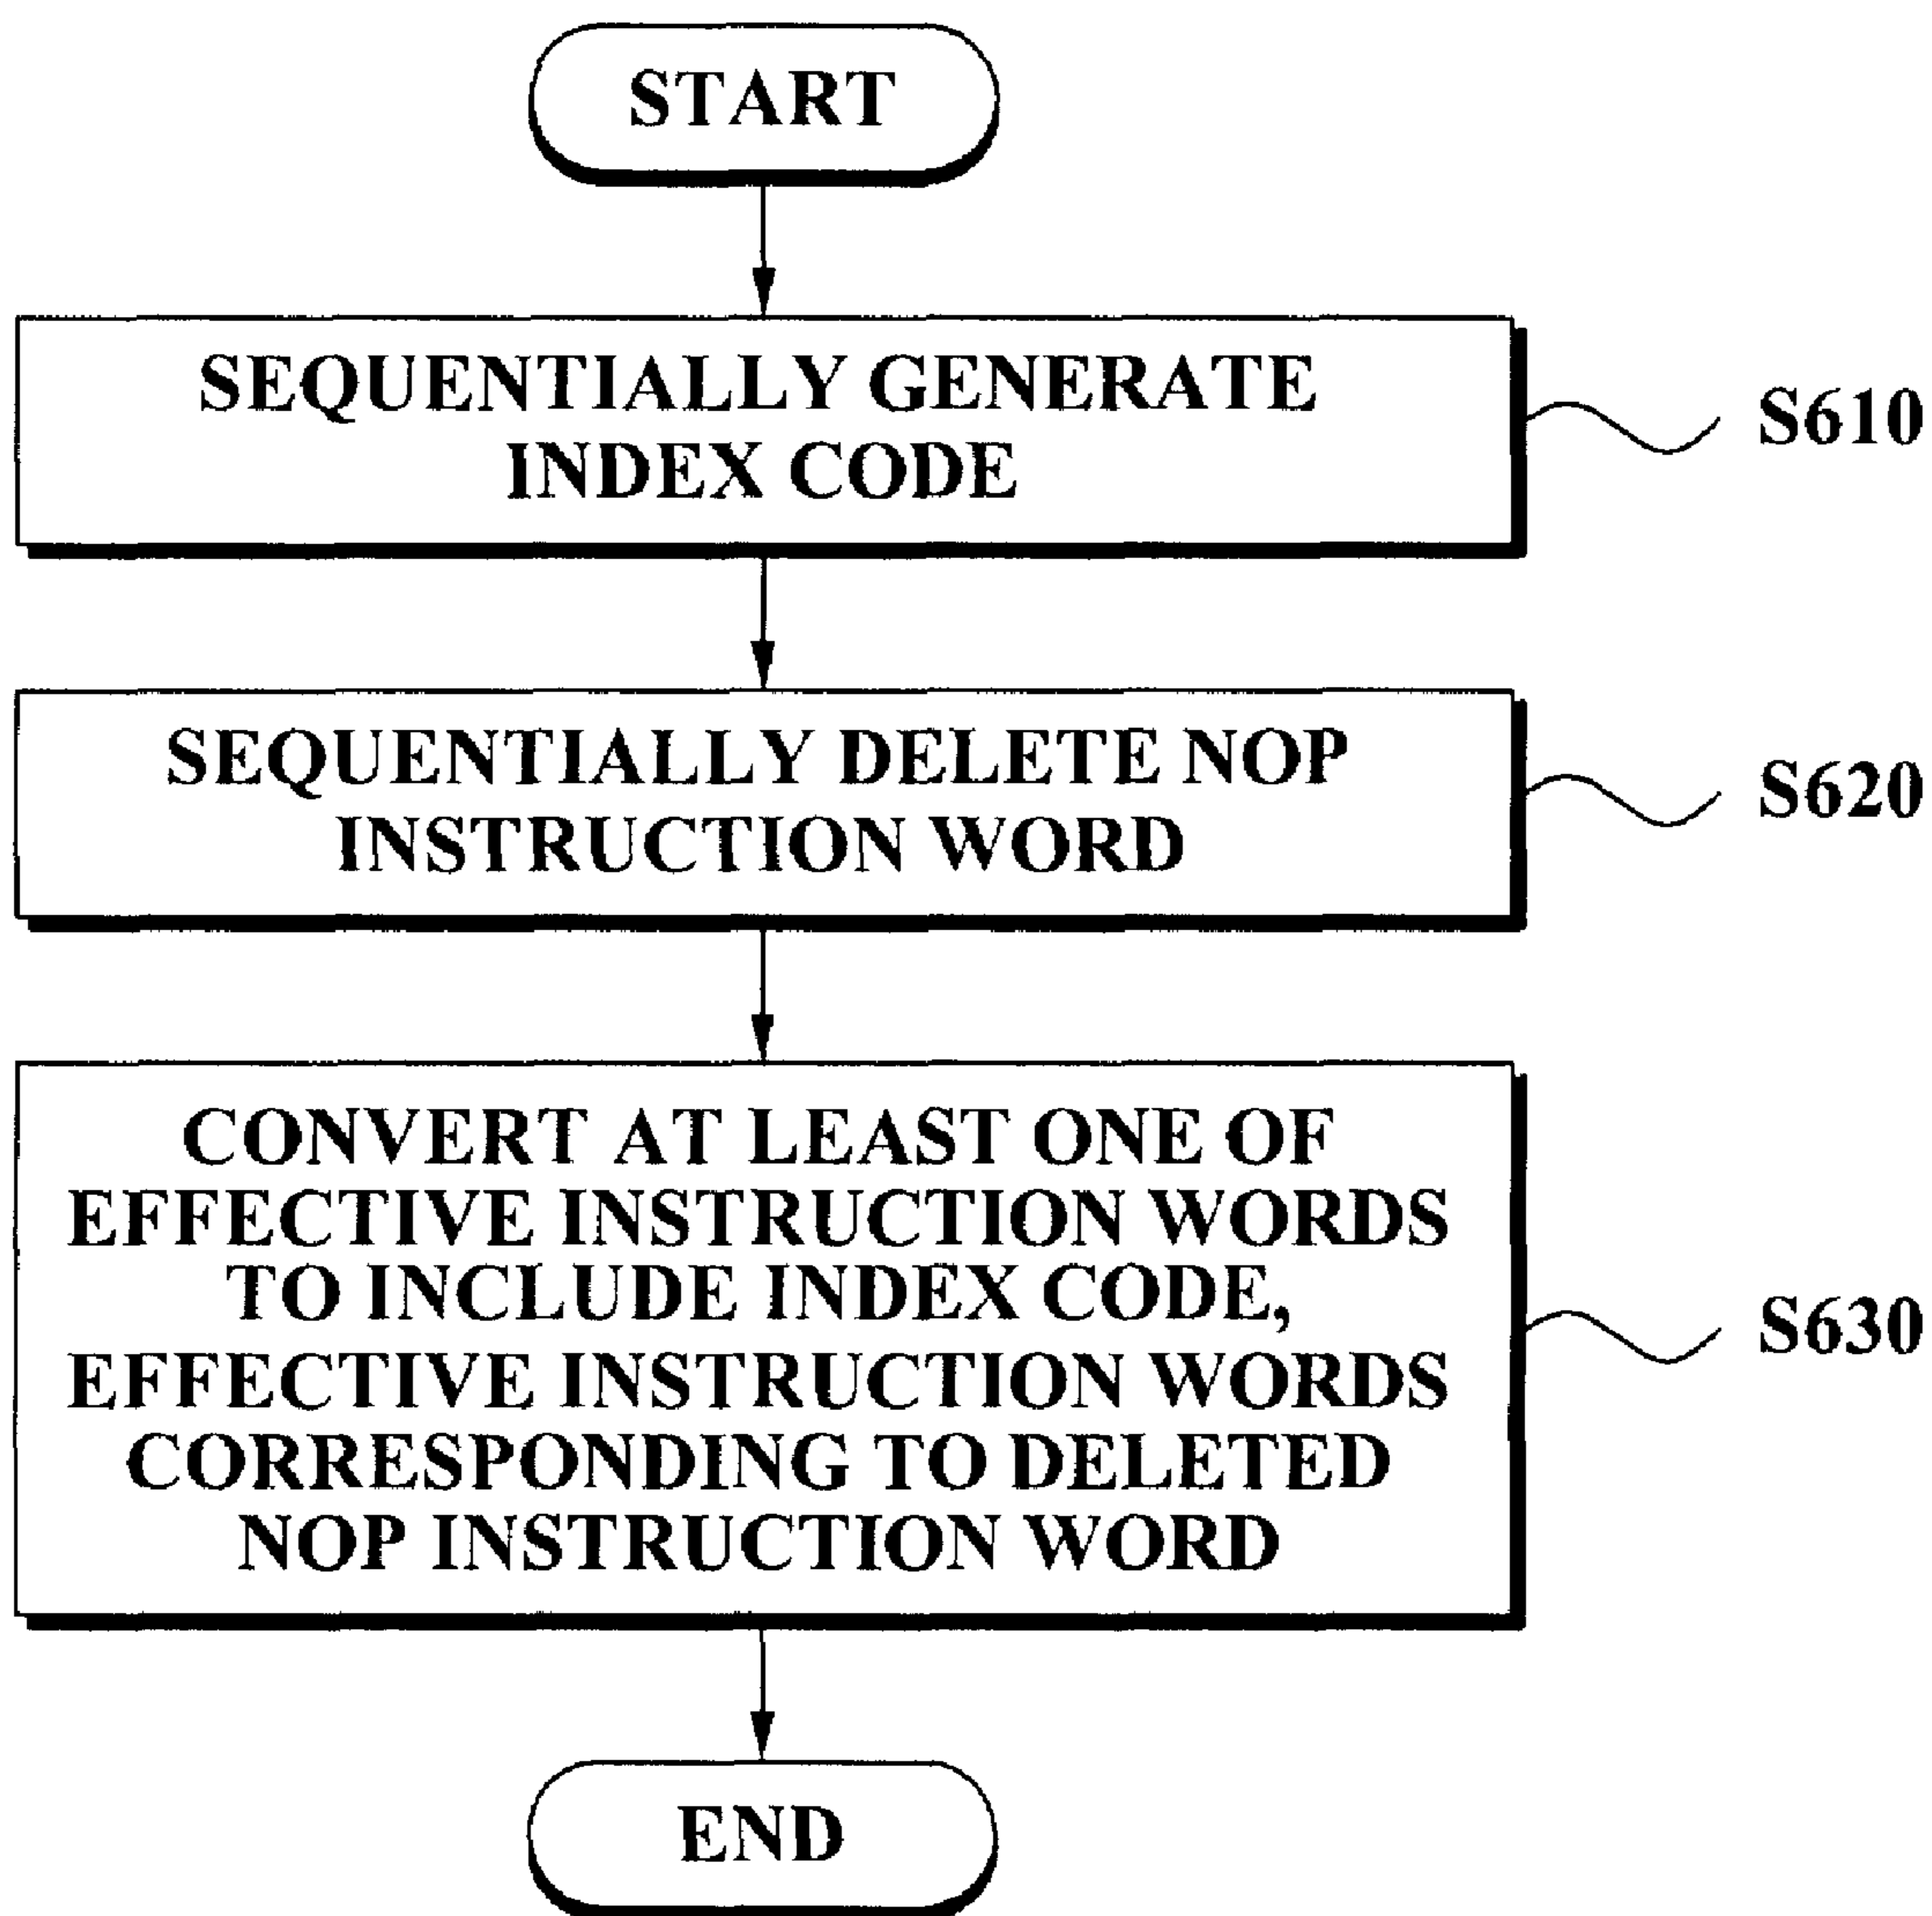 START
SEQUENTIALLY GENERATE
INDEX CODE
S610
SEQUENTIALLY DELETE NOP
INSTRUCTION WORD
S620
CONVERT AT LEAST ONE OF
EFFECTIVE INSTRUCTION WORDS
TO INCLUDE INDEX CODE,
EFFECTIVE INSTRUCTION WORDS
CORRESPONDING TO DELETED
NOP INSTRUCTION WORD
S630
END